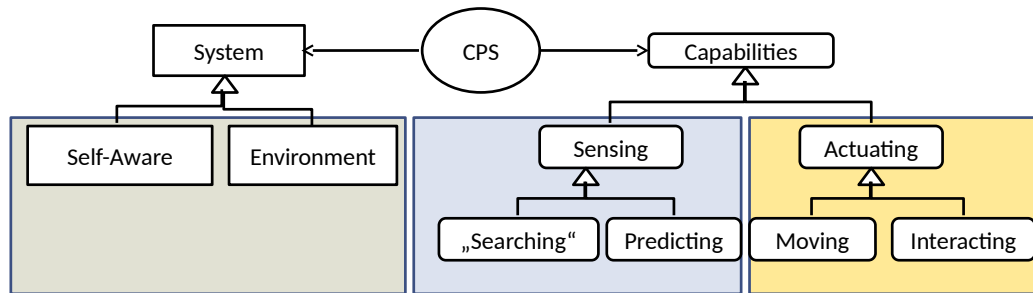 System
CPS
Capabilities
Self-Aware
Environment
Sensing
Actuating
„Searching“
Predicting
Moving
Interacting